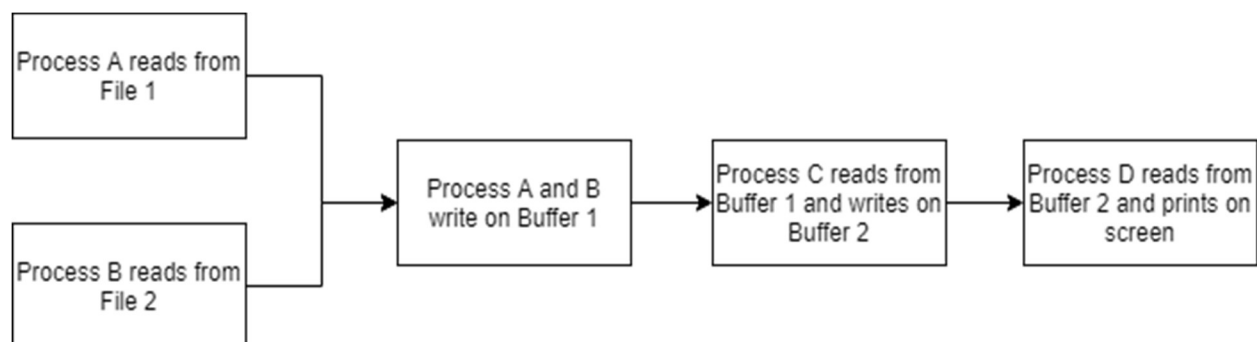 Process A reads from
File 1
Process B reads from
File 2
Process A and B
write on Buffer 1
Process C reads from
Buffer 1 and writes on
Buffer 2
Process D reads from
Buffer 2 and prints on
screen